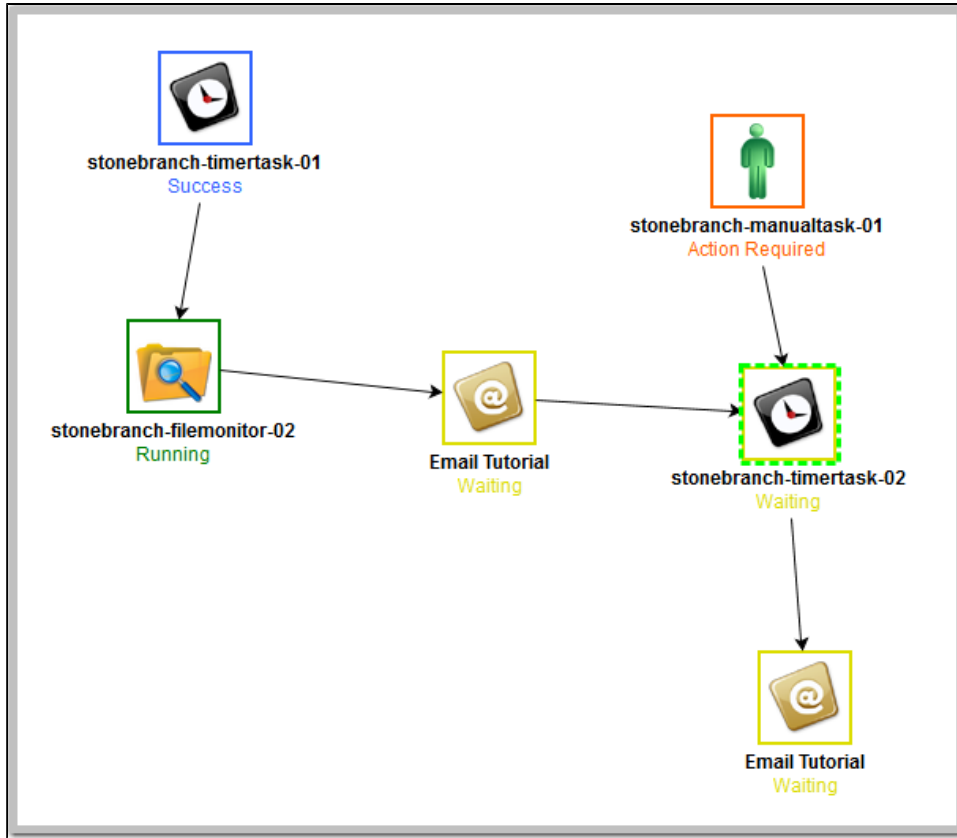 stonebranch-timertask-01
Success
stonebranch-manualtask-01
Action Required
stonebranch-filemonitor-02
Running
Email Tutorial
Waiting
stonebranch-timertask-02
Waiting
Email Tutorial
Waiting